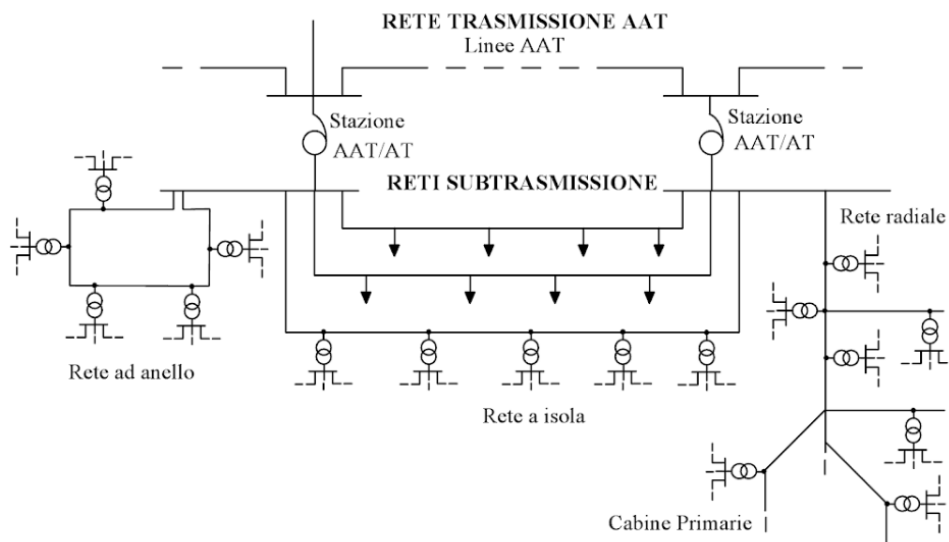 RETE TRASMISSIONE AAT
Linee AAT
Stazione
AAT/AT
Stazione
AAT/AT
RETI SUBTRASMISSIONE
Rete radiale
Rete ad anello
Rete a isola
Cabine Primarie